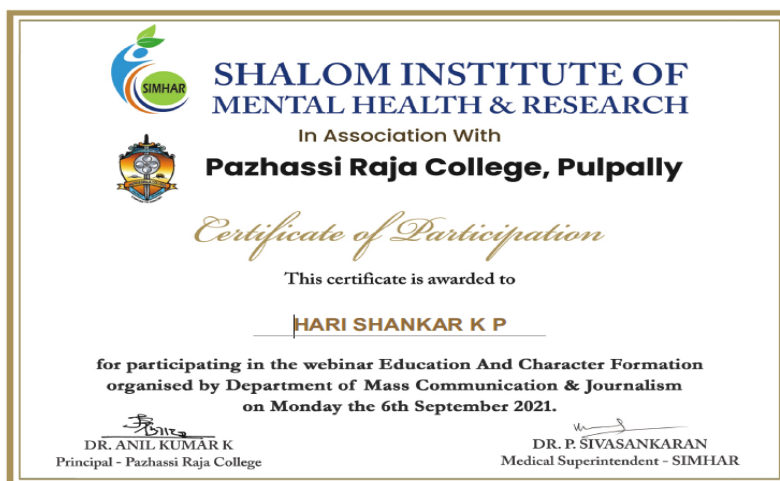 SIMHAR
SHALOM INSTITUTE OF
MENTAL HEALTH & RESEARCH
In Association With
Pazhassi Raja College, Pulpally
Certificate of Participation
This certificate is awarded to
HARI SHANKAR K P
for participating in the webinar Education And Character Formation
organised by Department of Mass Communication & Journalism
on Monday the 6th September 2021.
DR. ANIL KUMAR K
Principal - Pazhassi Raja College
DR. P. SIVASANKARAN
Medical Superintendent - SIMHAR